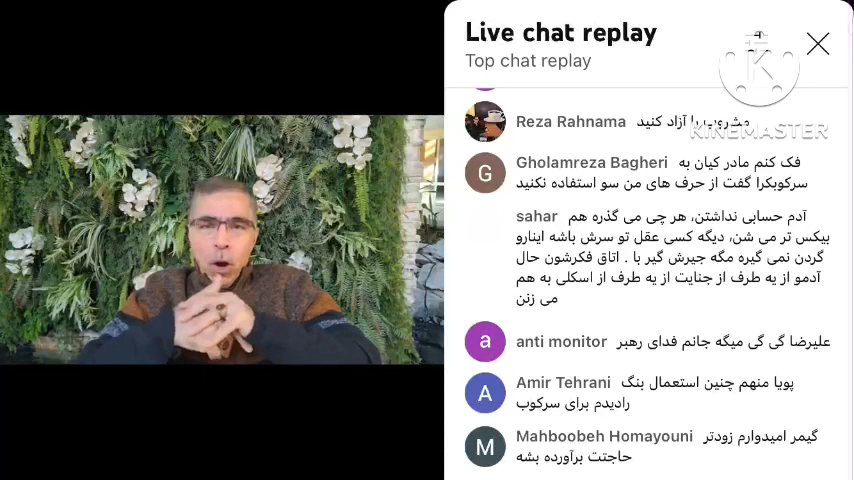 Live chat replay
Top chat replay
KINEMASTER
Reza Rahnama مشروب را آزاد کنید
Gholamreza Bagheri فک کنم مادر کیان به
سرکوبکرا گفت از حرف های من سو استفاده نکنید
sahar آدم حسابی نداشتن، هر چی می گذره هم
بیکس تر می شن، دیگه کسی عقل تو سرش باشه اینارو
گردن نمی گیره مگه جیرش گیر با . اتاق فکرشون حال
آدمو از یه طرف از جنایت از یه طرف از اسکلی به هم
می زنن
anti monitor علیرضا گی گی میگه جانم فدای رهبر
Amir Tehrani پویا منهم چنین استعمال بنگ
رادیدم برای سرکوب
Mahboobeh Homayouni گیمر امیدوارم زودتر
حاجتت برآورده بشه